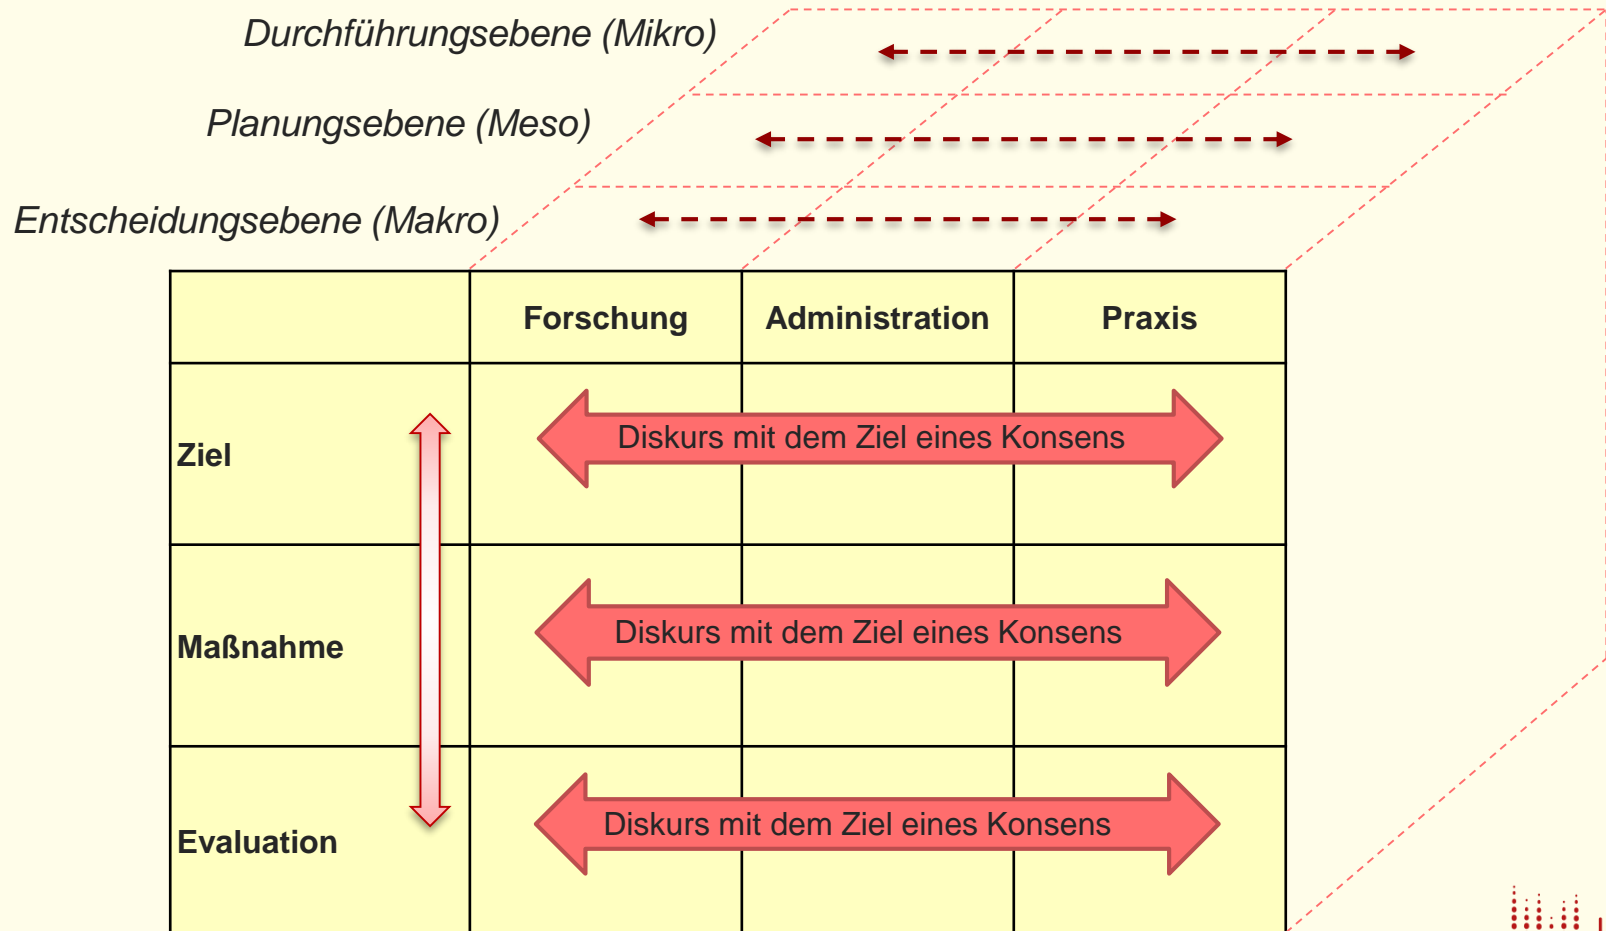 Durchführungsebene (Mikro)
Planungsebene (Meso)
Entscheidungsebene (Makro)
Forschung
Administration
Praxis
Ziel
Diskurs mit dem Ziel eines Konsens
Maßnahme
Diskurs mit dem Ziel eines Konsens
Evaluation
Diskurs mit dem Ziel eines Konsens